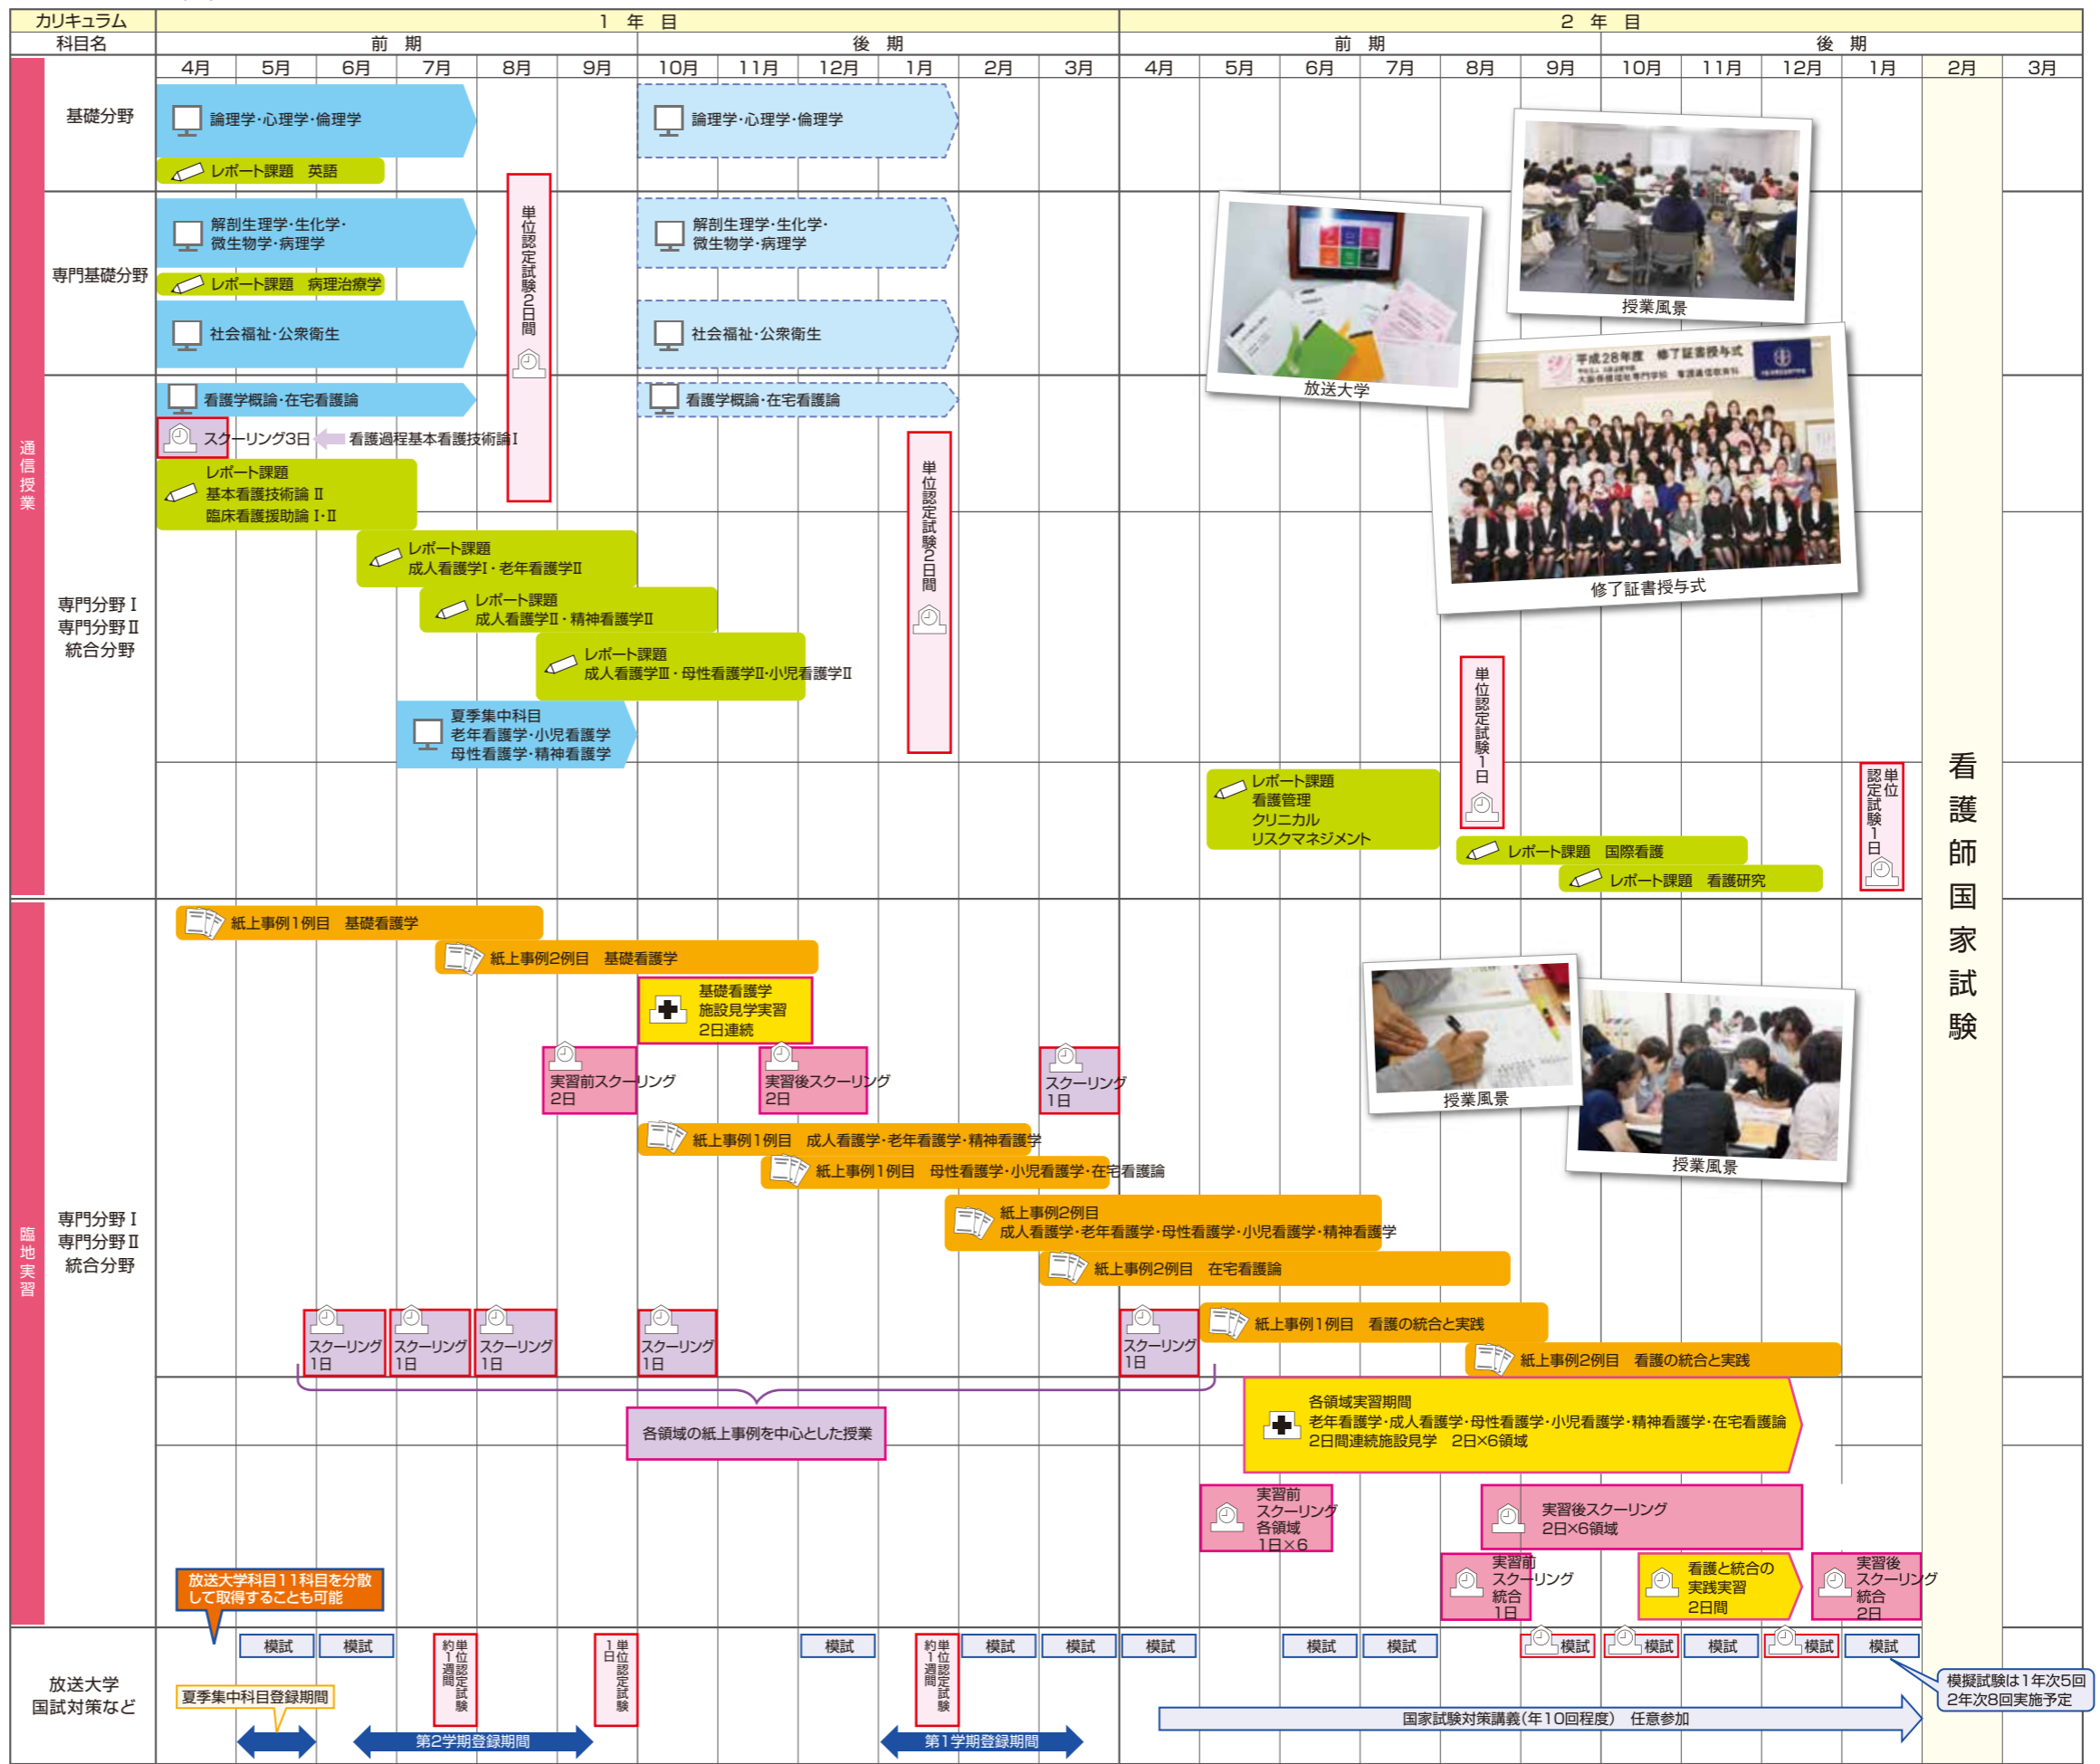 カリキュラム
1 年 目
2 年 目
科目名
前 期
後 期
前 期
後 期
4月 5月 6月 7月 8月 9月 10月 11月 12月 1月 2月 3月 4月 5月 6月 7月 8月 9月 10月 11月 12月 1月 2月 3月
通信授業
基礎分野
論理学・心理学・倫理学
論理学・心理学・倫理学
レポート課題 英語
単位認定試験2日間
専門基礎分野
解剖生理学・生化学・
微生物学・病理学
解剖生理学・生化学・
微生物学・病理学
レポート課題 病理治療学
社会福祉・公衆衛生
社会福祉・公衆衛生
授業風景
放送大学
平成28年度 修了証書授与式
大阪保健福祉専門学校 看護通信教育科
修了証書授与式
専門分野Ⅰ
専門分野Ⅱ
統合分野
看護学概論・在宅看護論
看護学概論・在宅看護論
スクーリング3日
看護過程基本看護技術論Ⅰ
レポート課題
基本看護技術論 Ⅱ
臨床看護援助論 Ⅰ・Ⅱ
単位認定試験2日間
レポート課題
成人看護学Ⅰ・老年看護学Ⅱ
レポート課題
成人看護学Ⅱ・精神看護学Ⅱ
レポート課題
成人看護学Ⅲ・母性看護学Ⅱ・小児看護学Ⅱ
夏季集中科目
老年看護学・小児看護学
母性看護学・精神看護学
単位認定試験1日
レポート課題
看護管理
クリニカル
リスクマネジメント
単位
認定試験1日
レポート課題 国際看護
レポート課題 看護研究
看護師国家試験
臨地実習
専門分野Ⅰ
専門分野Ⅱ
統合分野
紙上事例1例目 基礎看護学
紙上事例2例目 基礎看護学
基礎看護学
施設見学実習
2日連続
実習前スクーリング
2日
実習後スクーリング
2日
スクーリング
1日
授業風景
授業風景
紙上事例1例目 成人看護学・老年看護学・精神看護学
紙上事例1例目 母性看護学・小児看護学・在宅看護論
紙上事例2例目
成人看護学・老年看護学・母性看護学・小児看護学・精神看護学
紙上事例2例目 在宅看護論
スクーリング
1日
スクーリング
1日
スクーリング
1日
スクーリング
1日
スクーリング
1日
紙上事例1例目 看護の統合と実践
紙上事例2例目 看護の統合と実践
各領域の紙上事例を中心とした授業
各領域実習期間
老年看護学・成人看護学・母性看護学・小児看護学・精神看護学・在宅看護論
2日間連続施設見学 2日×6領域
実習前
スクーリング
各領域
1日×6
実習後スクーリング
2日×6領域
実習前
スクーリング
統合
1日
看護と統合の
実践実習
2日間
実習後
スクーリング
統合
2日
放送大学科目11科目を分散
して取得することも可能
放送大学
国試対策など
模試
模試
単位認定試験
約1週間
単位認定試験
1日
模試
単位認定試験
約1週間
模試
模試
模試
模試
模試
模試
模試
模試
模試
模試
模擬試験は1年次5回
2年次8回実施予定
夏季集中科目登録期間
第2学期登録期間
第1学期登録期間
国家試験対策講義(年10回程度) 任意参加